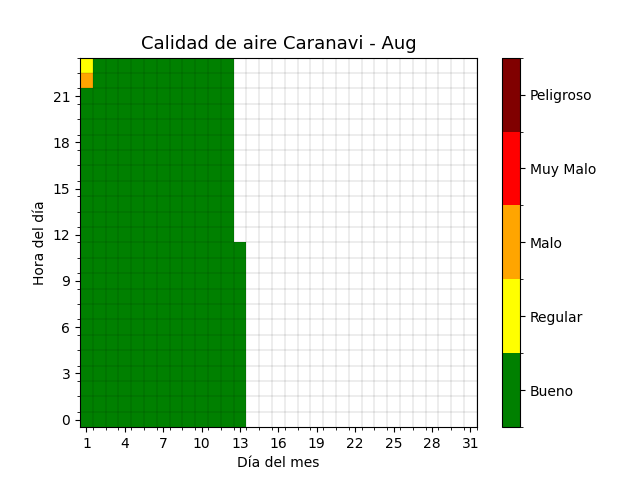 Calidad de aire Caranavi - Aug
Hora del día
21
18
15
12
9
6
3
0
1 4 7 10 13 16 19 22 25 28 31
Día del mes
Peligroso
Muy Malo
Malo
Regular
Bueno